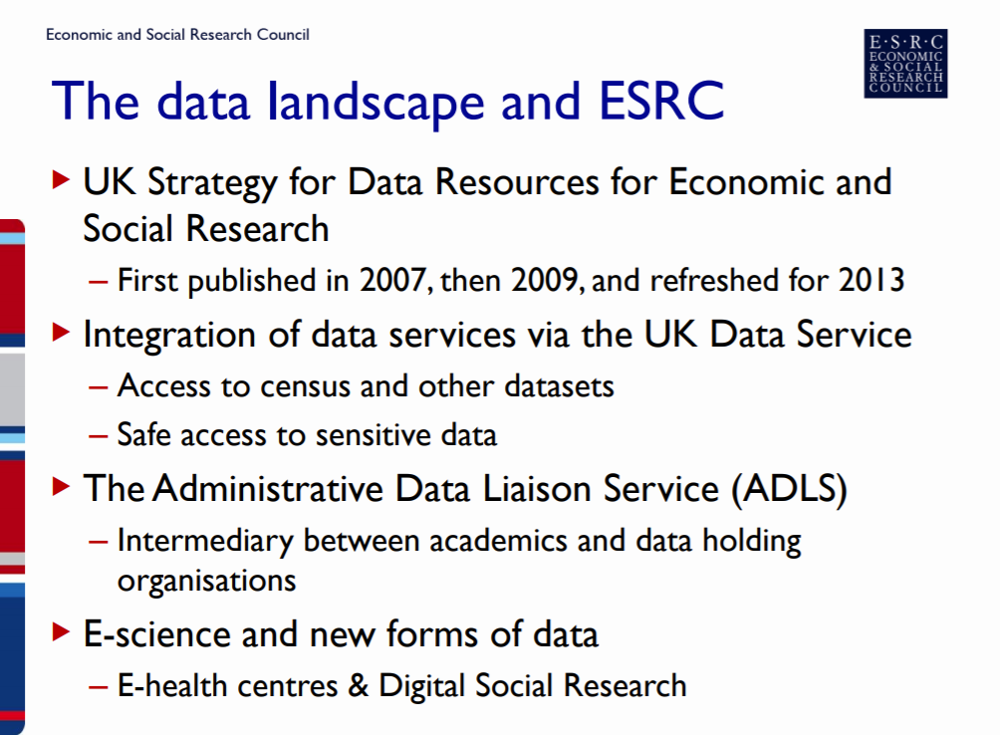 Economic and Social Research Council
E·S·R·C
ECONOMIC
& SOCIAL
RESEARCH
COUNCIL
The data landscape and ESRC
UK Strategy for Data Resources for Economic and
Social Research
– First published in 2007, then 2009, and refreshed for 2013
Integration of data services via the UK Data Service
– Access to census and other datasets
– Safe access to sensitive data
The Administrative Data Liaison Service (ADLS)
– Intermediary between academics and data holding
organisations
E-science and new forms of data
– E-health centres & Digital Social Research